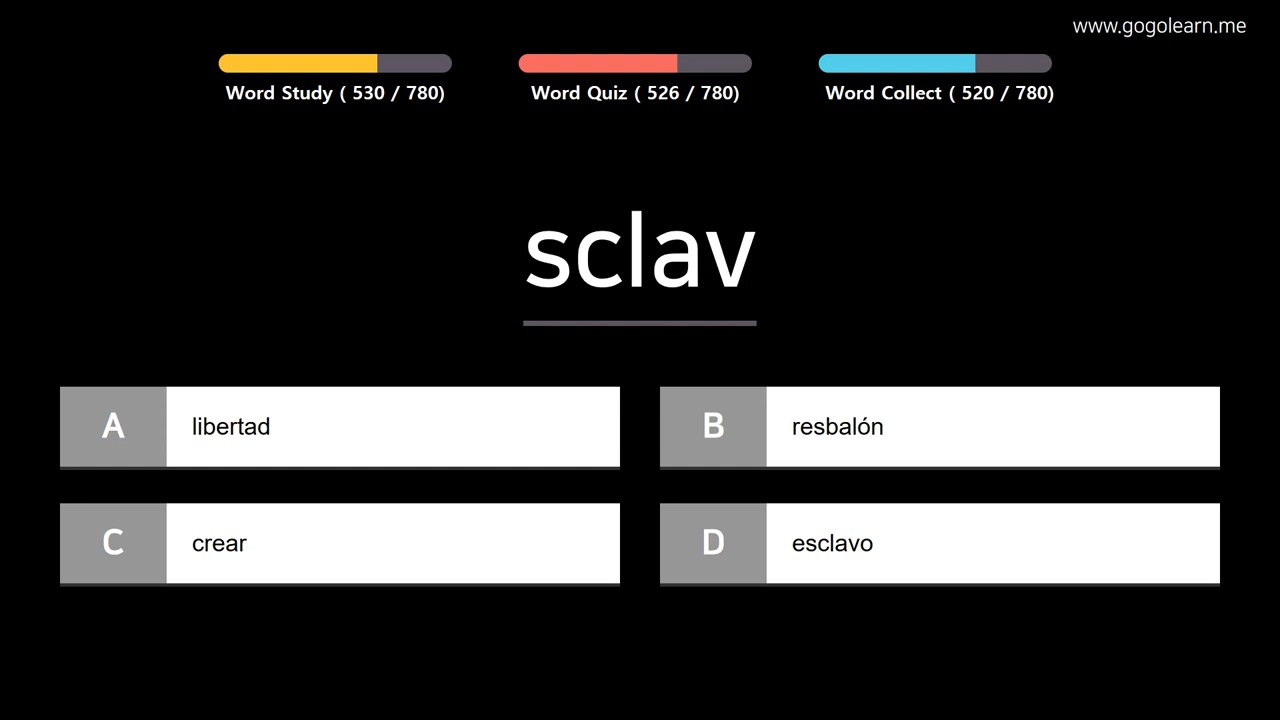 www.gogolearn.me
Word Study ( 530 / 780)
Word Quiz ( 526 / 780)
Word Collect ( 520 / 780)
sclav
A libertad
B resbalón
C crear
D esclavo